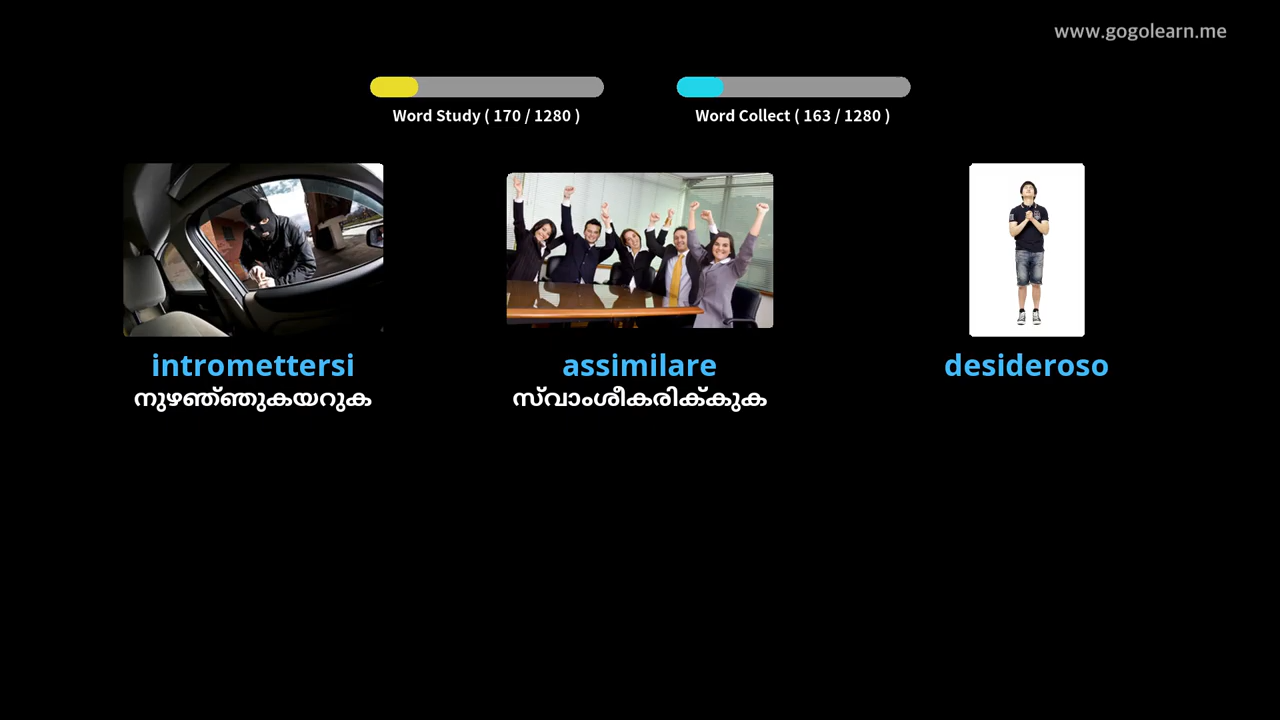 www.gogolearn.me
Word Study ( 170 / 1280 )
Word Collect ( 163 / 1280 )
intromettersi
നുഴഞ്ഞുകയറുക
assimilare
സ്വാംശീകരിക്കുക
desideroso